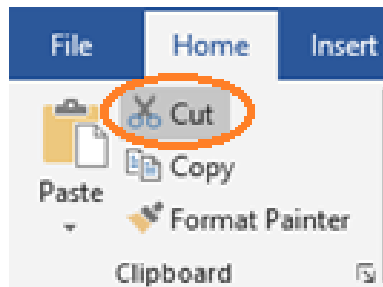 File Home Insert
Cut
Copy
Paste
Format Painter
Clipboard